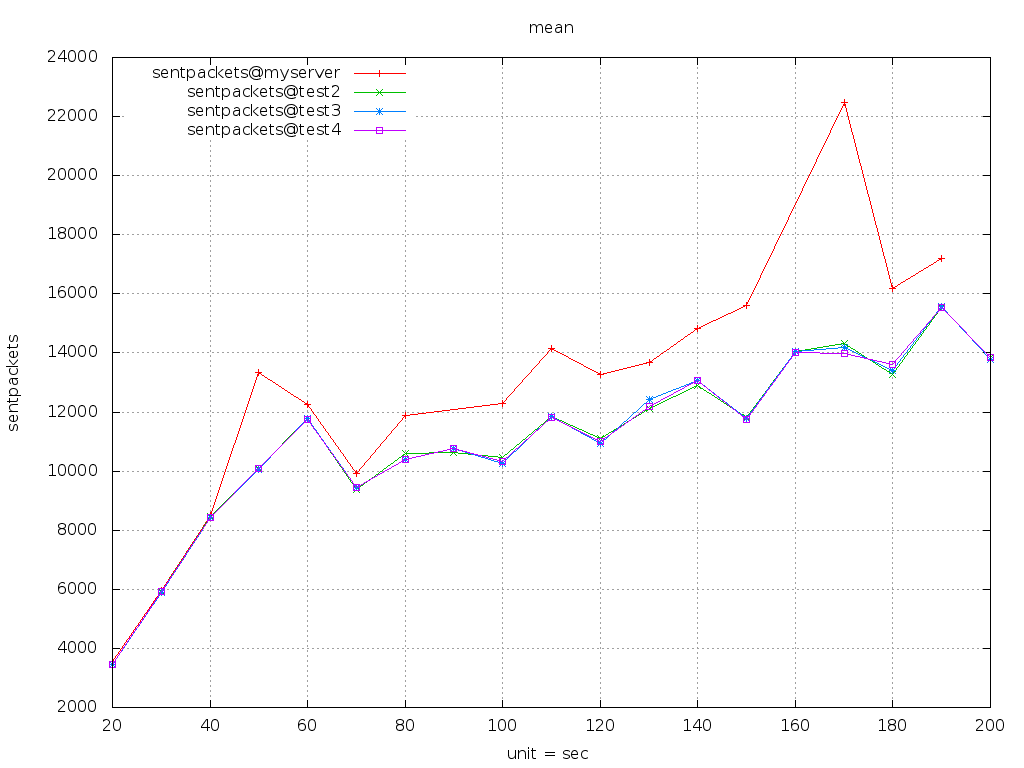 mean
24000
22000
20000
18000
16000
14000
12000
10000
8000
6000
4000
2000
sentpackets
sentpackets@myserver
sentpackets@test2
sentpackets@test3
sentpackets@test4
20 40 60 80 100 120 140 160 180 200
unit = sec